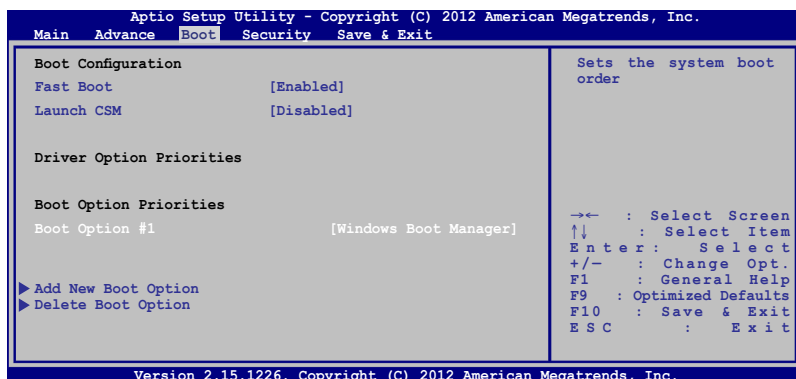 Aptio Setup Utility - Copyright (C) 2012 American Megatrends, Inc.
Main Advance Boot Security Save & Exit
Boot Configuration
Fast Boot [Enabled]
Launch CSM [Disabled]
Driver Option Priorities
Boot Option Priorities
Boot Option #1 [Windows Boot Manager]
Add New Boot Option
Delete Boot Option
Sets the system boot
order
→← : Select Screen
↑↓ : Select Item
Enter: Select
+/— : Change Opt.
F1 : General Help
F9 : Optimized Defaults
F10 : Save & Exit
ESC : Exit
Version 2.15.1226. Copyright (C) 2012 American Megatrends, Inc.